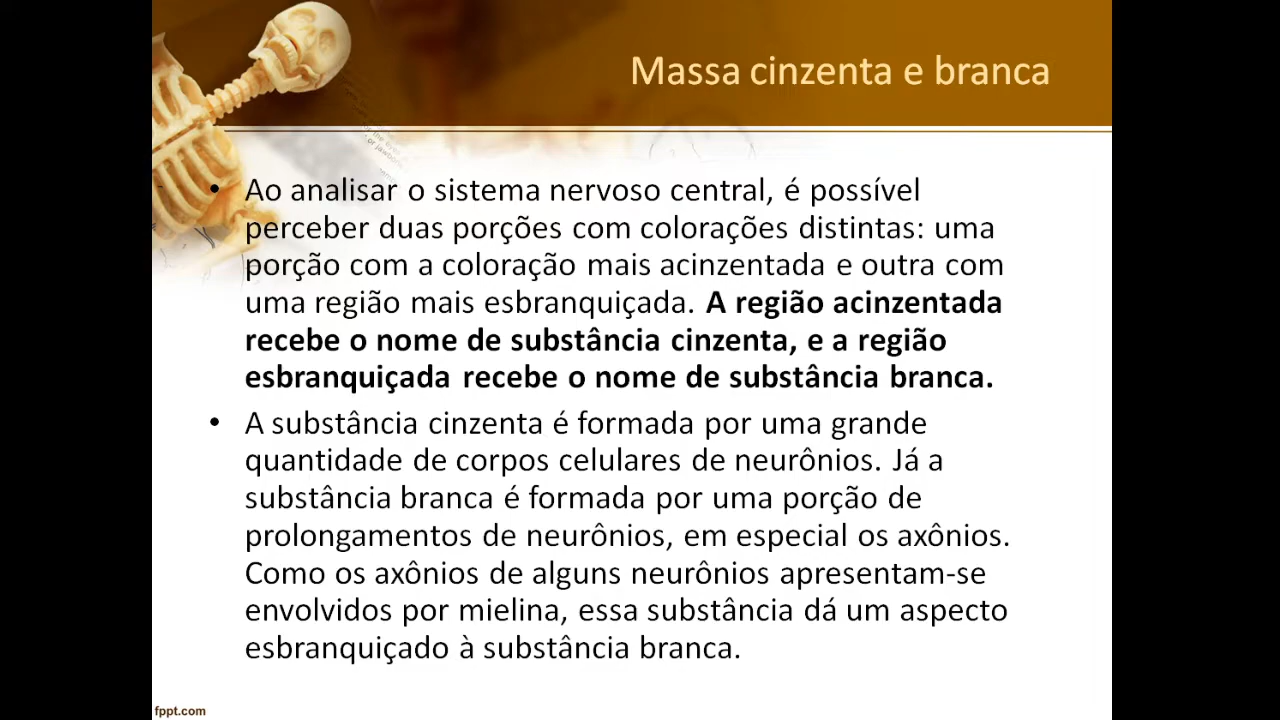 Massa cinzenta e branca
• Ao analisar o sistema nervoso central, é possível
perceber duas porções com colorações distintas: uma
porção com a coloração mais acinzentada e outra com
uma região mais esbranquiçada. A região acinzentada
recebe o nome de substância cinzenta, e a região
esbranquiçada recebe o nome de substância branca.
• A substância cinzenta é formada por uma grande
quantidade de corpos celulares de neurônios. Já a
substância branca é formada por uma porção de
prolongamentos de neurônios, em especial os axônios.
Como os axônios de alguns neurônios apresentam-se
envolvidos por mielina, essa substância dá um aspecto
esbranquiçado à substância branca.
fppt.com